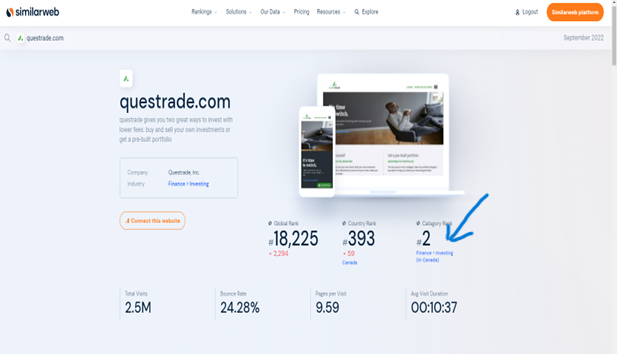 similarweb
Rankings Solutions Our Data Pricing Resources Explore
Logout
Similarweb platform
questrade.com
September 2022
questrade.com
questrade gives you two great ways to invest with
lower fees; buy and sell your own investments or
get a pre-built portfolio
Company Questrade, Inc.
Industry Finance > Investing
Connect this website
Global Rank
#18,225
2,294
Country Rank
#393
59
Canada
Category Rank
#2
Finance > Investing
(In Canada)
Total Visits
2.5M
Bounce Rate
24.28%
Pages per Visit
9.59
Avg Visit Duration
00:10:37